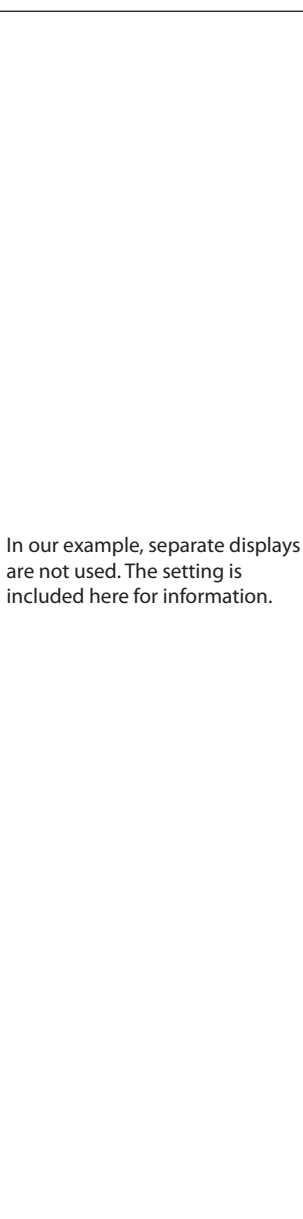 In our example, separate displays
are not used. The setting is
included here for information.